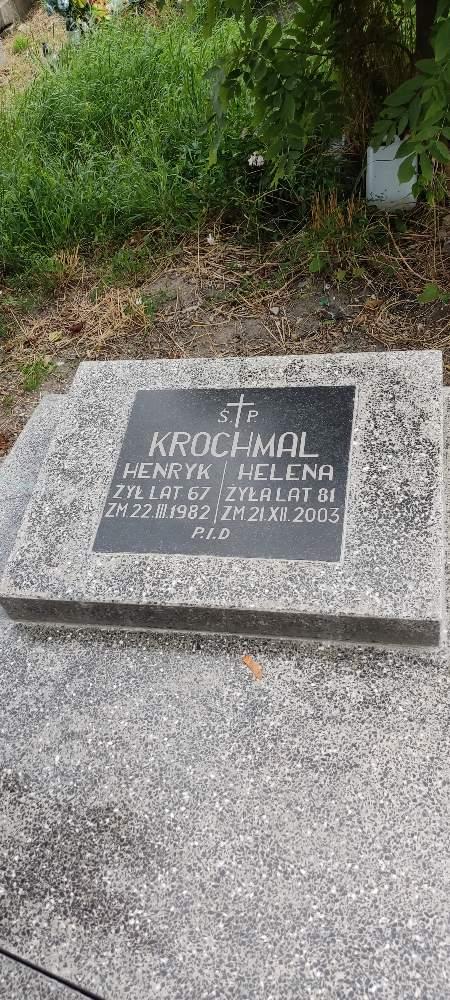 Ś. P.
KROCHMAL
HENRYK HELENA
ŻYŁ LAT 67 ŻYŁA LAT 81
ZM. 22.III.1982 ZM. 21.XII.2003
P.I.D